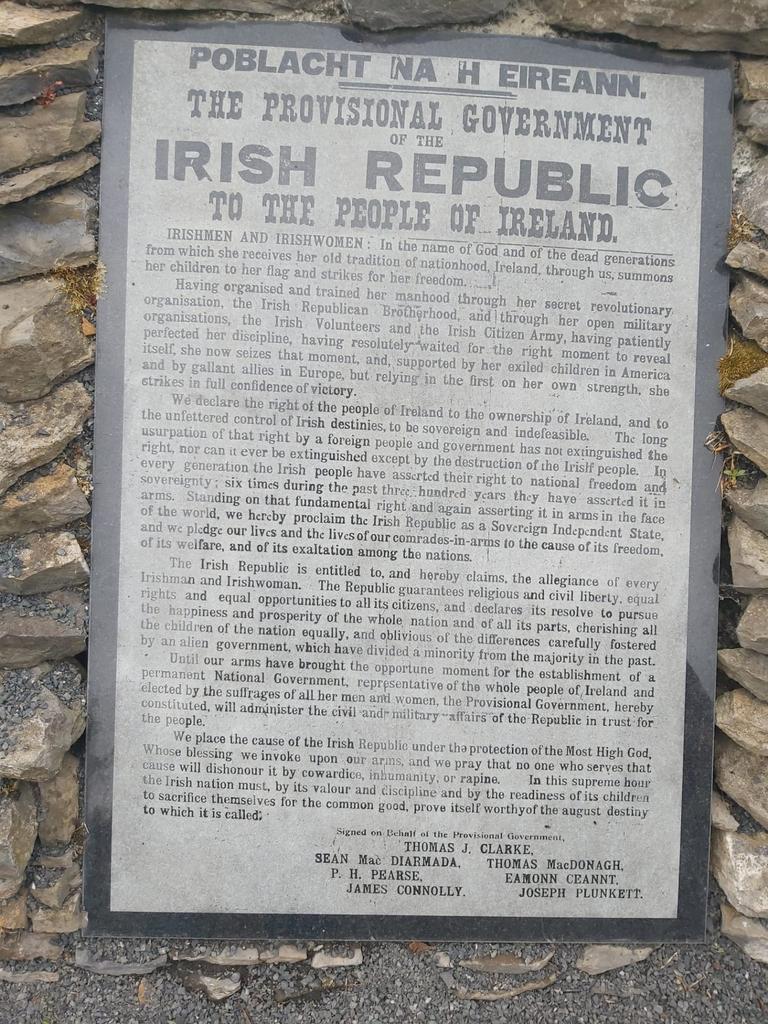 POBLACHT NA H EIREANN.
THE PROVISIONAL GOVERNMENT
OF THE
IRISH REPUBLIC
TO THE PEOPLE OF IRELAND.
IRISHMEN AND IRISHWOMEN: In the name of God and of the dead generations
from which she receives her old tradition of nationhood, Ireland, through us, summons
her children to her flag and strikes for her freedom.
Having organised and trained her manhood through her secret revolutionary
organisation, the Irish Republican Brotherhood, and through her open military
organisations, the Irish Volunteers and the Irish Citizen Army, having patiently
perfected her discipline, having resolutely waited for the right moment to reveal
itself, she now seizes that moment, and, supported by her exiled children in America
and by gallant allies in Europe, but relying in the first on her own strength, she
strikes in full confidence of victory.
We declare the right of the people of Ireland to the ownership of Ireland, and to
the unfettered control of Irish destinies, to be sovereign and indefeasible. The long
usurpation of that right by a foreign people and government has not extinguished the
right, nor can it ever be extinguished except by the destruction of the Irish people. In
every generation the Irish people have asserted their right to national freedom and
sovereignty; six times during the past three hundred years they have asserted it in
arms. Standing on that fundamental right and again asserting it in arms in the face
of the world, we hereby proclaim the Irish Republic as a Sovereign Independent State,
and we pledge our lives and the lives of our comrades-in-arms to the cause of its freedom,
of its welfare, and of its exaltation among the nations.
The Irish Republic is entitled to, and hereby claims, the allegiance of every
Irishman and Irishwoman. The Republic guarantees religious and civil liberty, equal
rights and equal opportunities to all its citizens, and declares its resolve to pursue
the happiness and prosperity of the whole nation and of all its parts, cherishing all
the children of the nation equally, and oblivious of the differences carefully fostered
by an alien government, which have divided a minority from the majority in the past.
Until our arms have brought the opportune moment for the establishment of a
permanent National Government, representative of the whole people of Ireland and
elected by the suffrages of all her men and women, the Provisional Government, hereby
constituted, will administer the civil and military affairs of the Republic in trust for
the people.
We place the cause of the Irish Republic under the protection of the Most High God,
Whose blessing we invoke upon our arms, and we pray that no one who serves that
cause will dishonour it by cowardice, inhumanity, or rapine. In this supreme hour
the Irish nation must, by its valour and discipline and by the readiness of its children
to sacrifice themselves for the common good, prove itself worthy of the august destiny
to which it is called.
Signed on Behalf of the Provisional Government,
THOMAS J. CLARKE,
SEAN Mac DIARMADA, THOMAS MacDONAGH,
P. H. PEARSE, EAMONN CEANNT,
JAMES CONNOLLY. JOSEPH PLUNKETT.